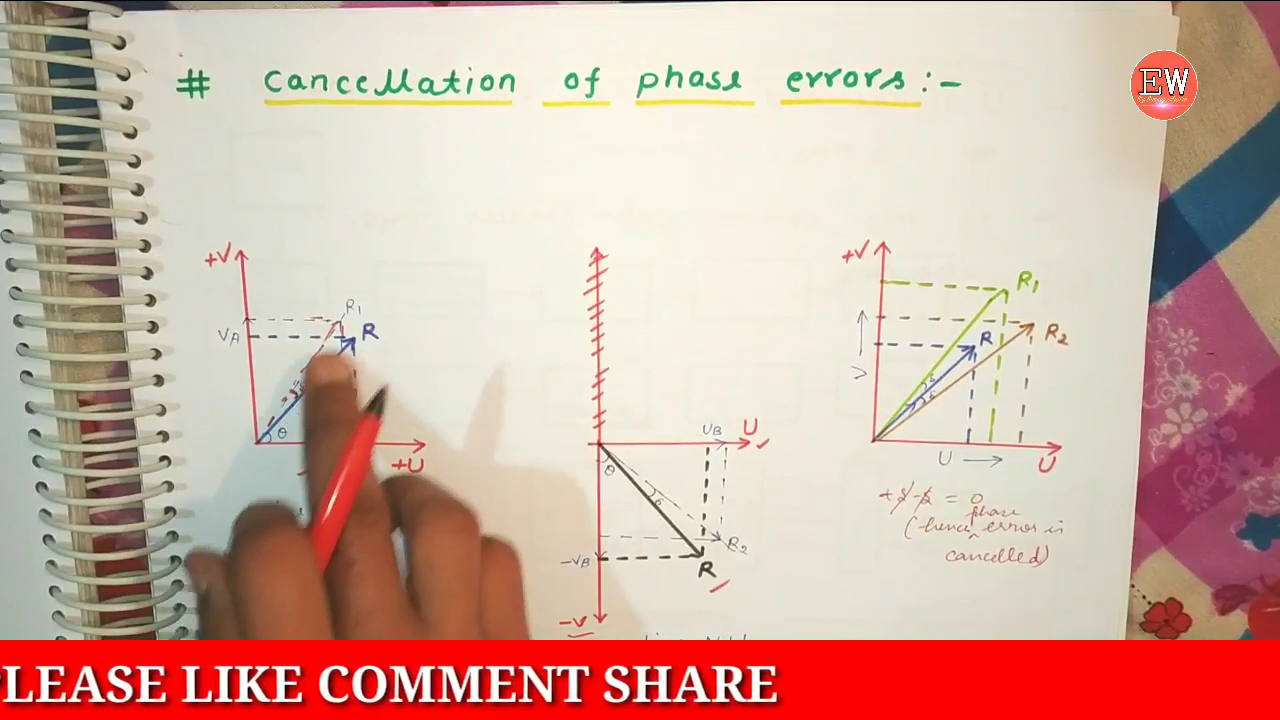 # Cancellation of phase errors:-
EW
+V
R1
VA
R
θ
δ
+U
UB
U
θ
δ
R2
-VB
R
-V
+V
R1
R
R2
δ
δ
V
U
U
+δ-δ = 0
(hence phase error is
cancelled)
PLEASE LIKE COMMENT SHARE